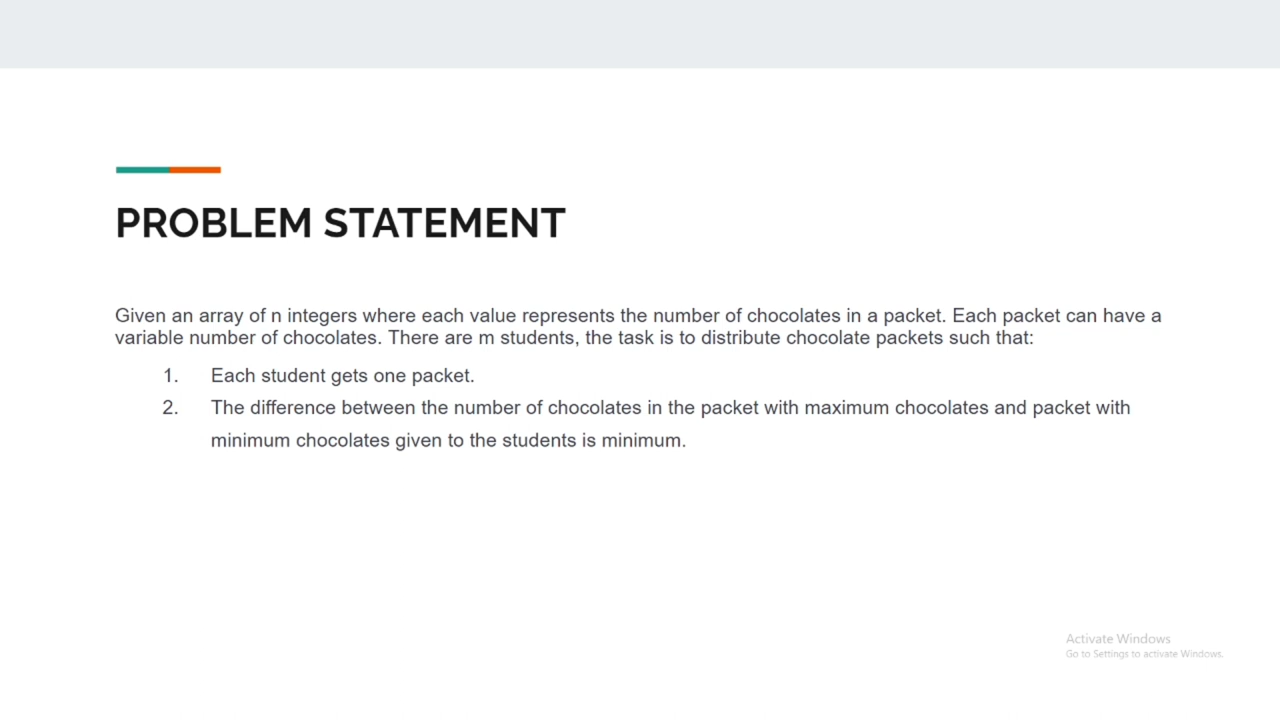 PROBLEM STATEMENT
Given an array of n integers where each value represents the number of chocolates in a packet. Each packet can have a
variable number of chocolates. There are m students, the task is to distribute chocolate packets such that:
1. Each student gets one packet.
2. The difference between the number of chocolates in the packet with maximum chocolates and packet with
minimum chocolates given to the students is minimum.
Activate Windows
Go to Settings to activate Windows.